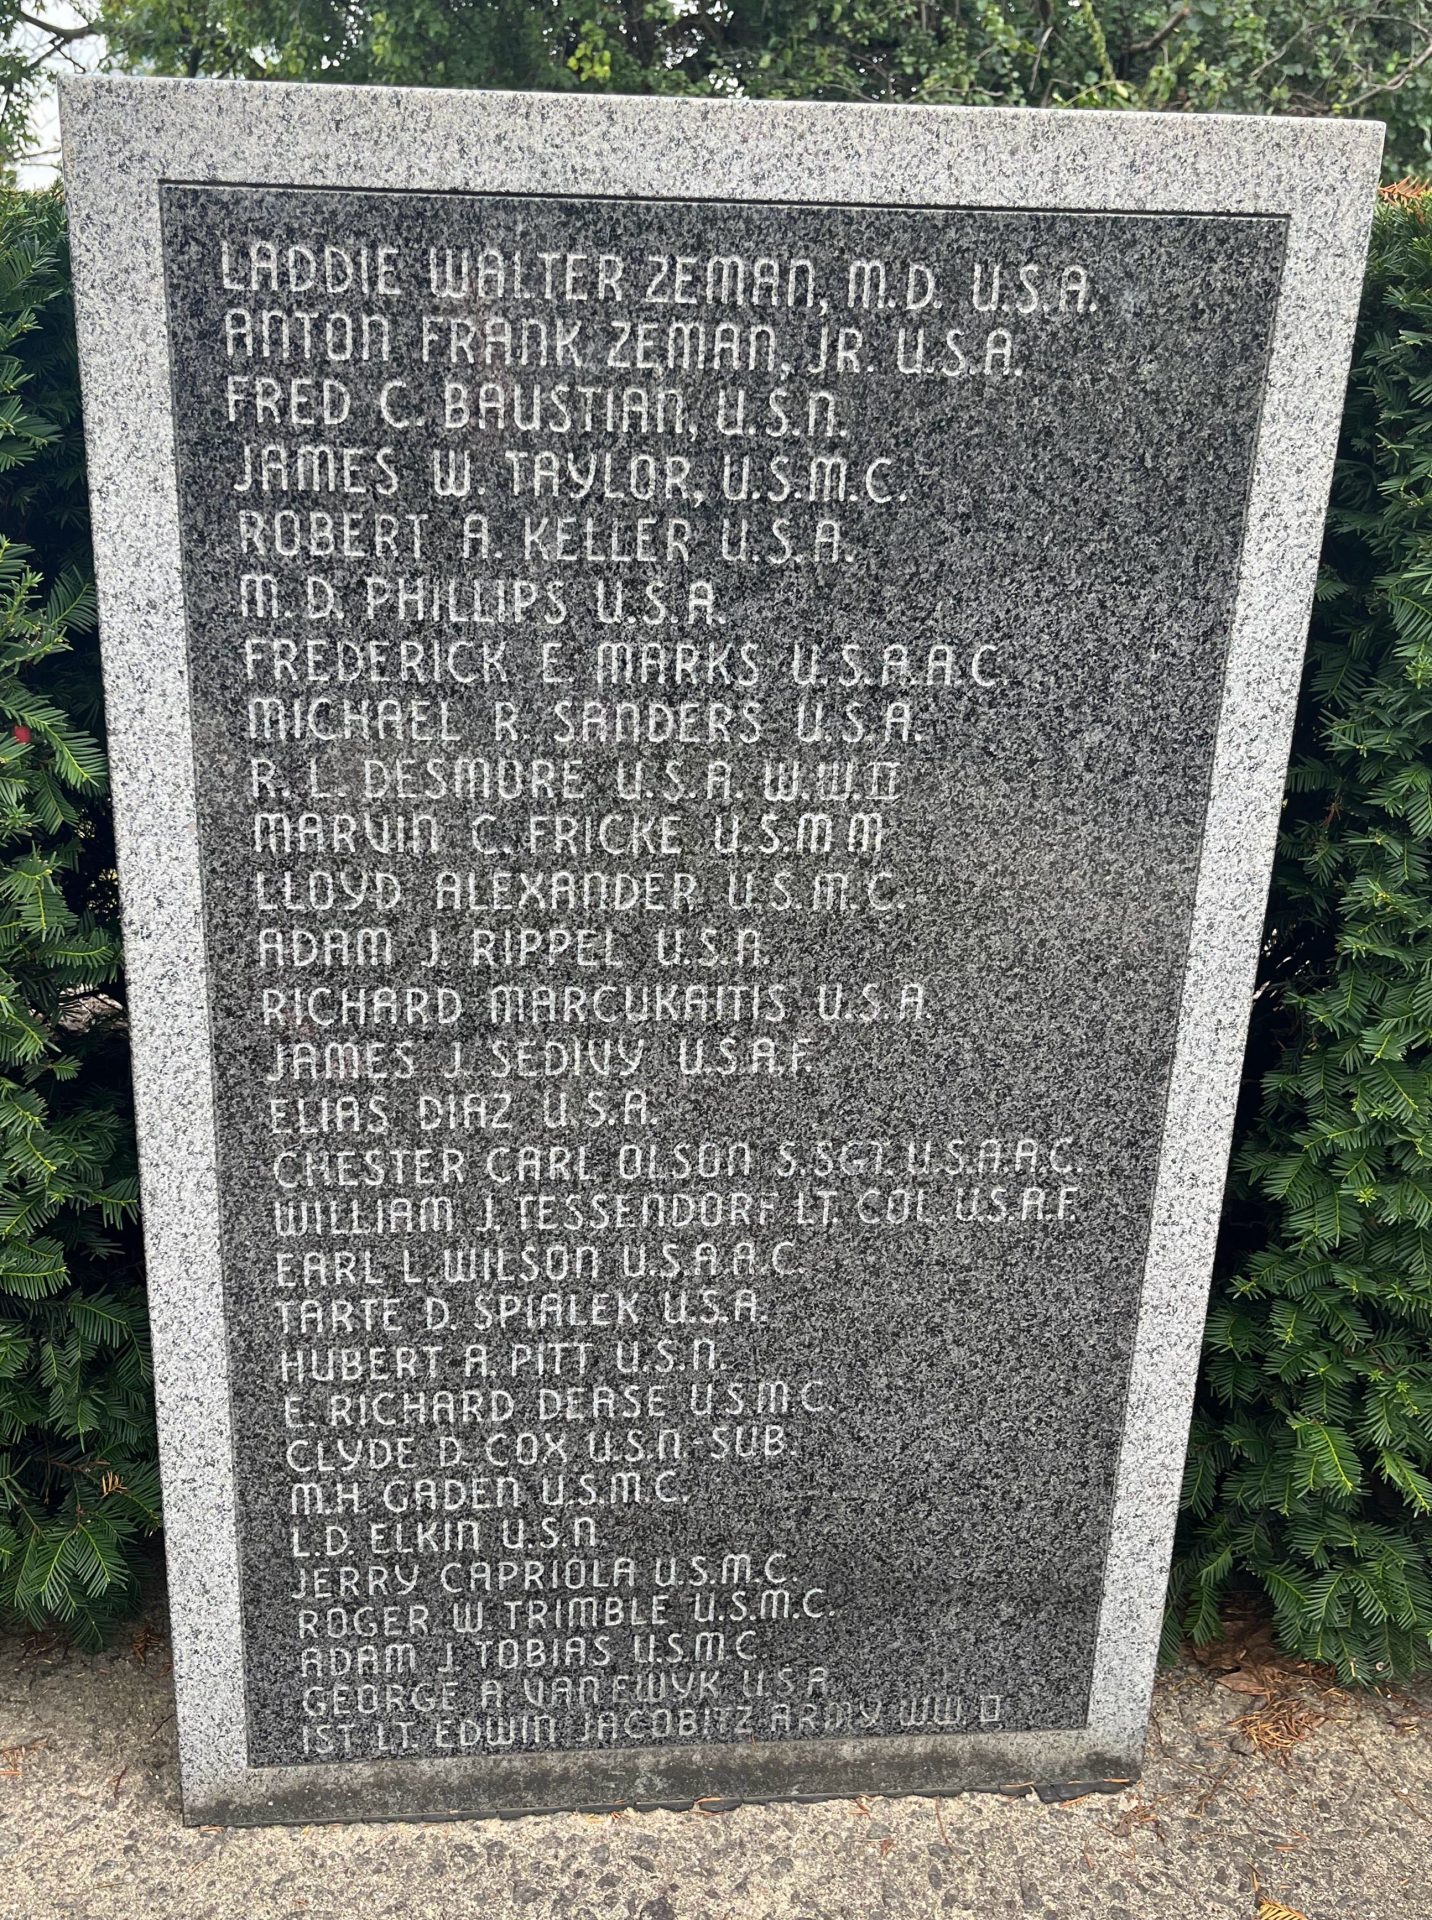 LADDIE WALTER ZEMAN, M.D. U.S.A.
ANTON FRANK ZEMAN, JR. U.S.A.
FRED C. BAUSTIAN, U.S.N.
JAMES W. TAYLOR, U.S.M.C.
ROBERT A. KELLER U.S.A.
M.D. PHILLIPS U.S.A.
FREDERICK E. MARKS U.S.A.A.C.
MICHAEL R. SANDERS U.S.A.
R. L. DESMORE U.S.A. W.W.II
MARVIN C. FRICKE U.S.M M
LLOYD ALEXANDER U.S.M.C.
ADAM J. RIPPEL U.S.A.
RICHARD MARCUKAITIS U.S.A.
JAMES J. SEDIVY U.S.A.F.
ELIAS DIAZ U.S.A.
CHESTER CARL OLSON S.SGT. U.S.A.A.C.
WILLIAM J. TESSENDORF LT. COL. U.S.A.F.
EARL L. WILSON U.S.A.A.C.
TARTE D. SPIALEK U.S.A.
HUBERT A. PITT U.S.N.
E. RICHARD DEASE U.S.M.C.
CLYDE D. COX U.S.N-SUB.
M.H GADEN U.S.M.C.
L.D. ELKIN U.S.N.
JERRY CAPRIOLA U.S.M.C.
ROGER W. TRIMBLE U.S.M.C.
ADAM J. TOBIAS U.S.M.C.
GEORGE A. VAN EWYK U.S.A
1ST LT. EDWIN JACOBITZ ARMY WW II